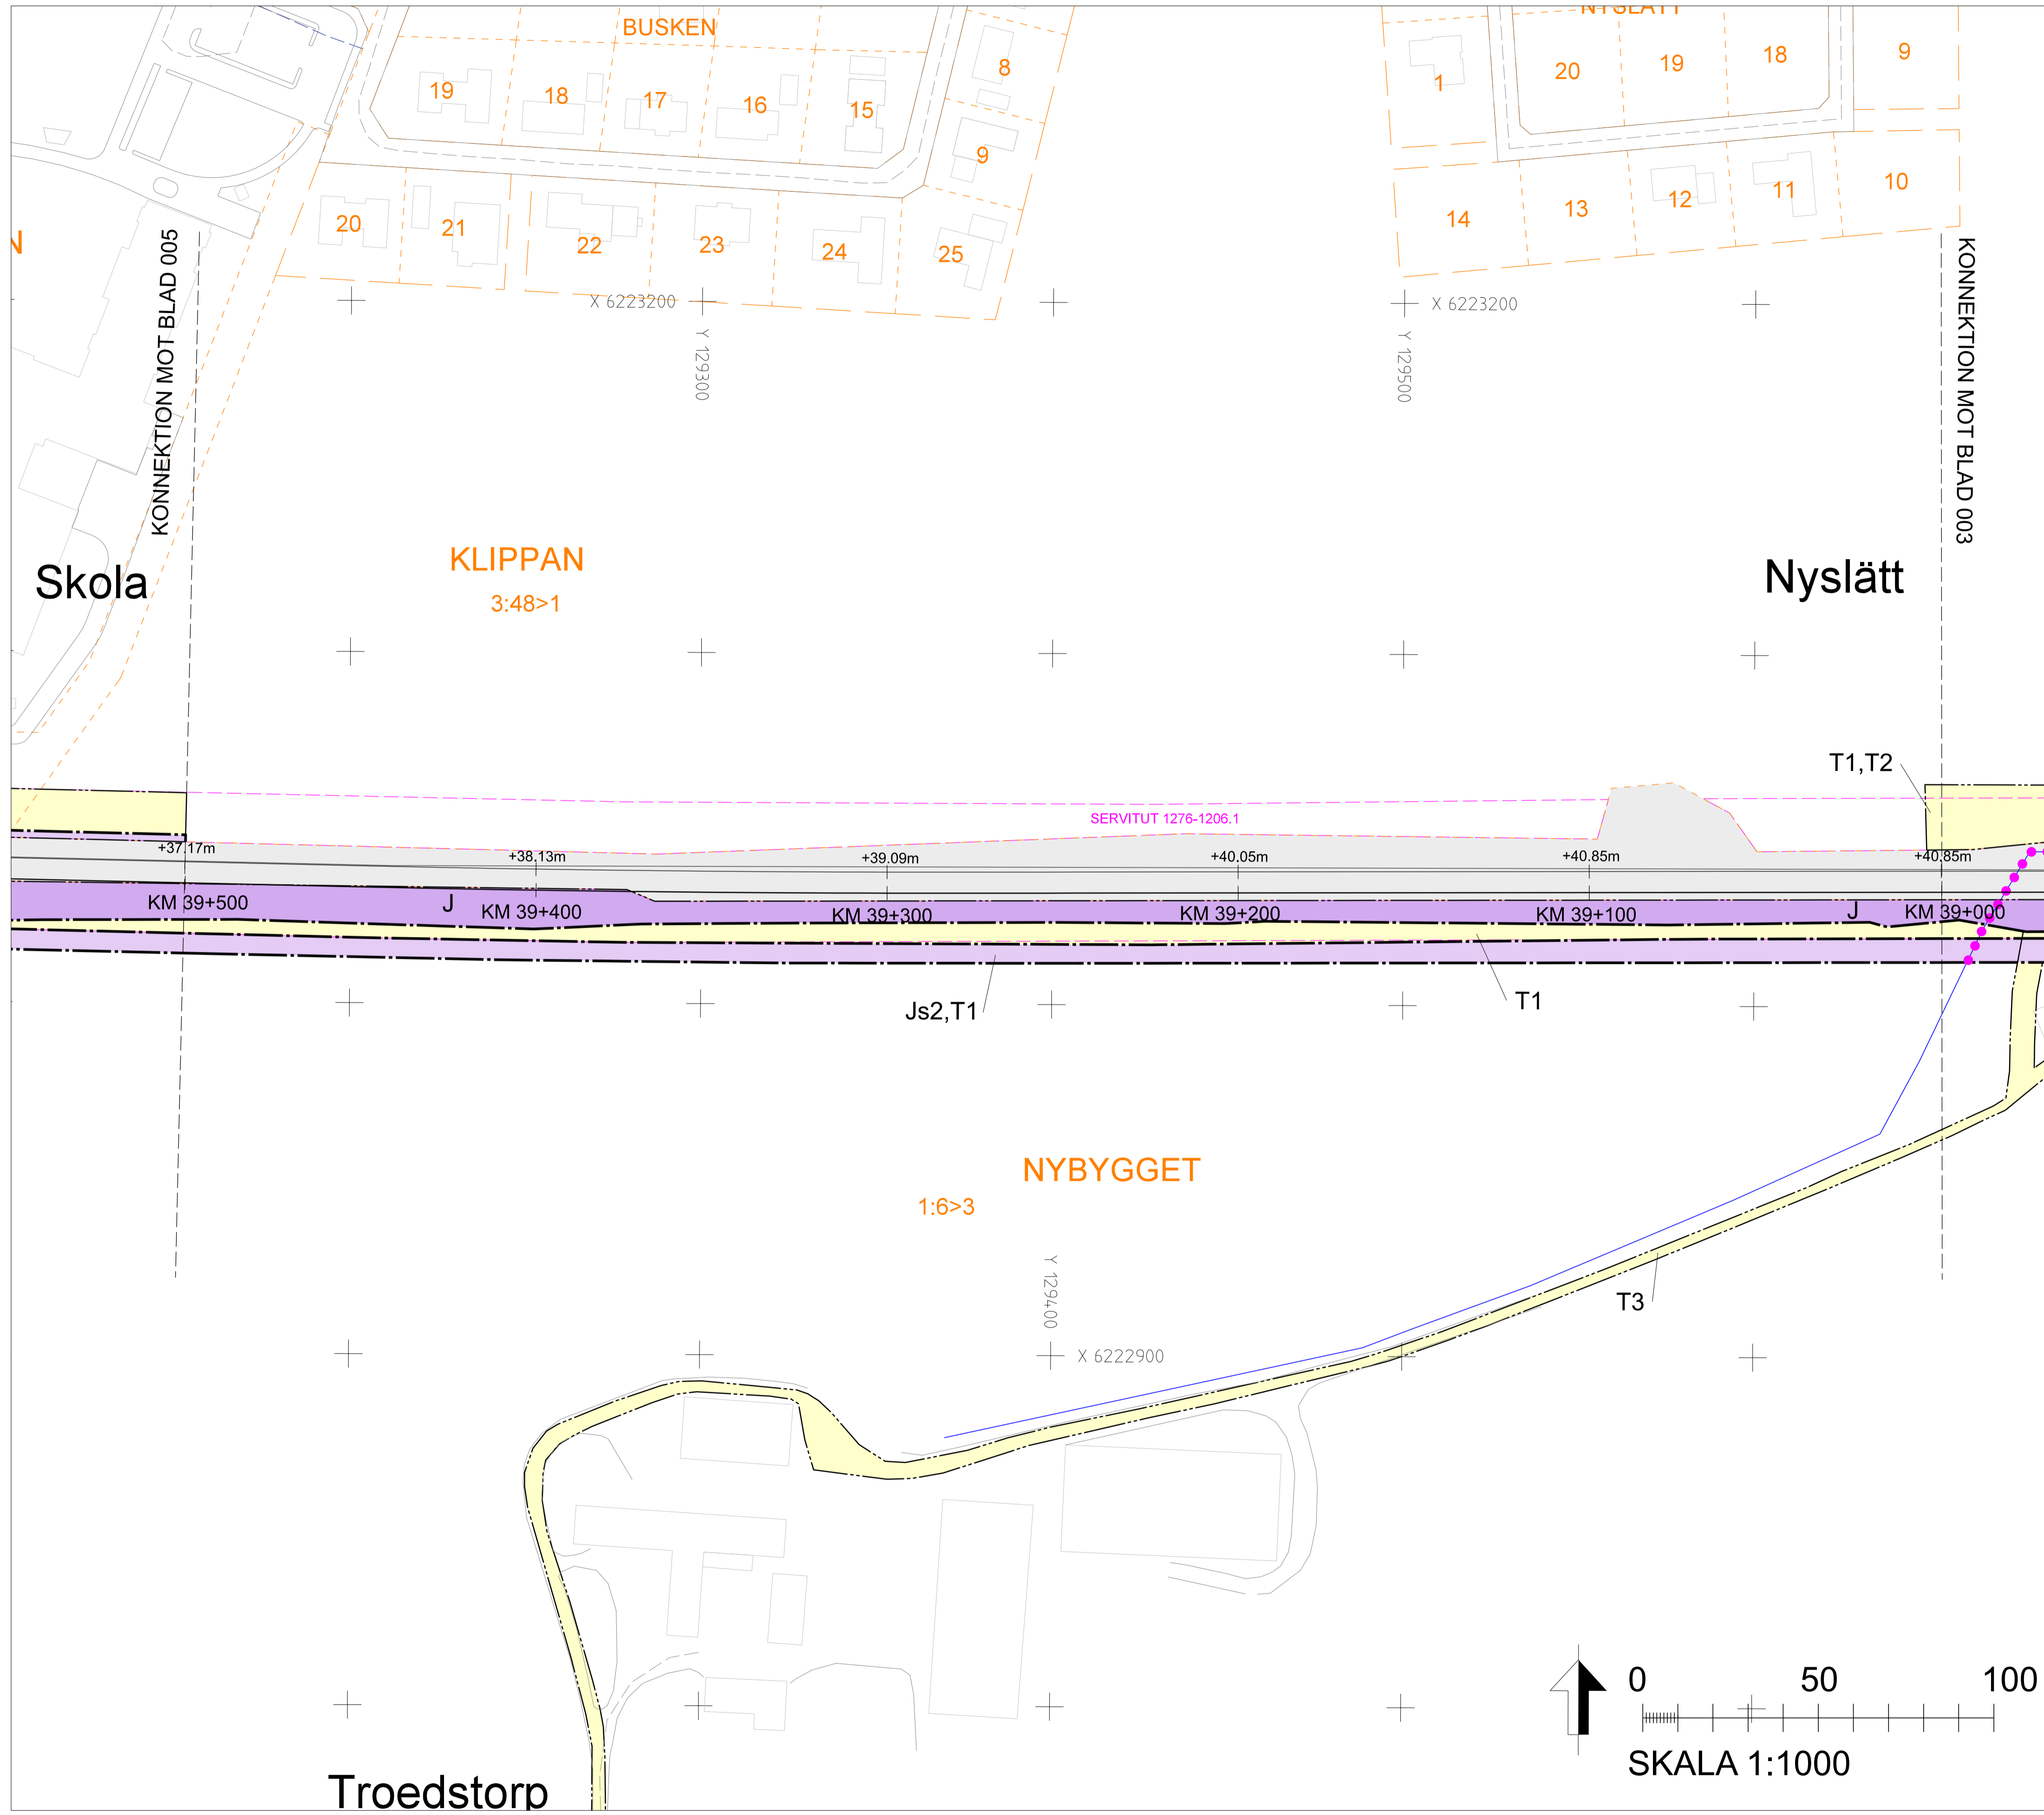 BUSKEN
19
18
17
16
15
8
9
20
21
22
23
24
25
NYSLÄTT
1
20
19
18
9
14
13
12
11
10
N
KONNEKTION MOT BLAD 005
KONNEKTION MOT BLAD 003
X 6223200
Y 129300
X 6223200
Y 129500
KLIPPAN
3:48>1
Skola
Nyslätt
T1,T2
SERVITUT 1276-1206.1
+37.17m
+38.13m
+39.09m
+40.05m
+40.85m
+40.85m
KM 39+500
J
KM 39+400
KM 39+300
KM 39+200
KM 39+100
J
KM 39+000
Js2,T1
T1
NYBYGGET
1:6>3
Y 129400
X 6222900
T3
Troedstorp
0 50 100
SKALA 1:1000